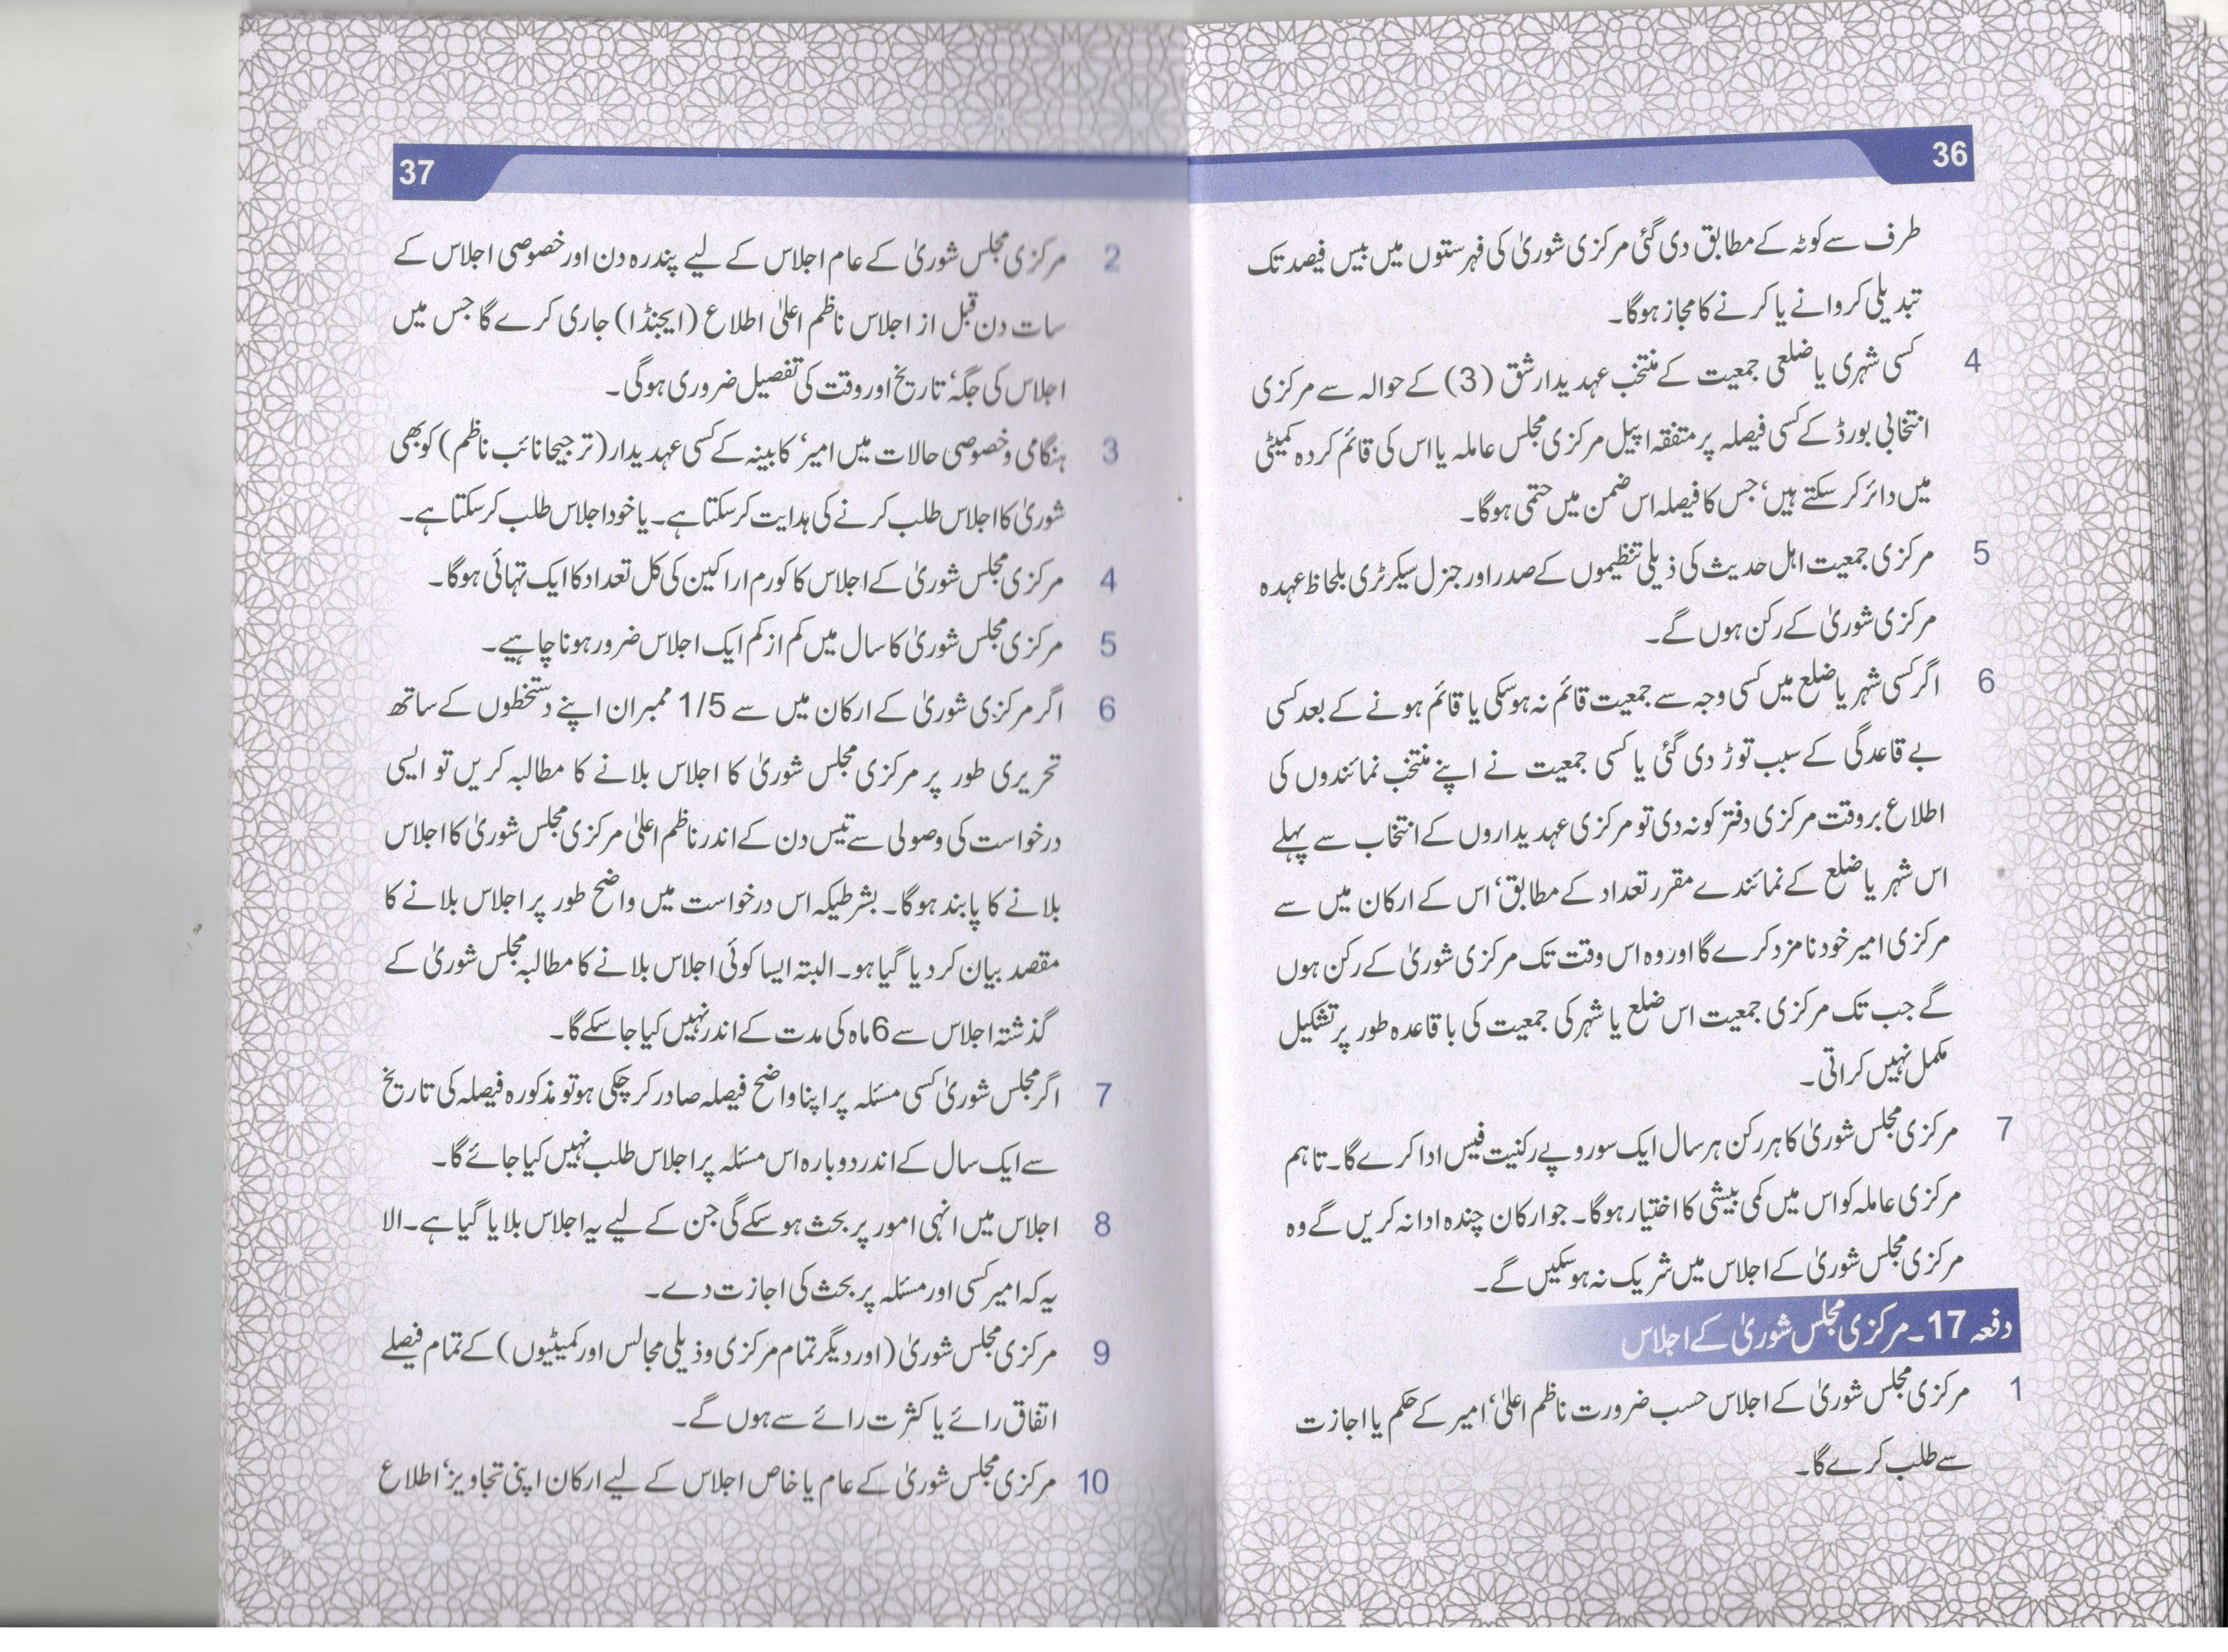 36
طرف سے کوٹہ کے مطابق دی گئی مرکزی شوریٰ کی فہرستوں میں بیس فیصد تک
تبدیلی کروانے یا کرنے کا مجاز ہوگا۔
4 کسی شہری یا ضلعی جمعیت کے منتخب عہدیدار شق (3) کے حوالہ سے مرکزی
انتخابی بورڈ کے کسی فیصلہ پر متفقہ اپیل مرکزی مجلس عاملہ یا اس کی قائم کردہ کمیٹی
میں دائر کر سکتے ہیں، جس کا فیصلہ اس ضمن میں حتمی ہوگا۔
5 مرکزی جمعیت اہل حدیث کی ذیلی تنظیموں کے صدر اور جنرل سیکرٹری بلحاظ عہدہ
مرکزی شوریٰ کے رکن ہوں گے۔
6 اگر کسی شہر یا ضلع میں کسی وجہ سے جمعیت قائم نہ ہوسکی یا قائم ہونے کے بعد کسی
بے قاعدگی کے سبب توڑ دی گئی یا کسی جمعیت نے اپنے منتخب نمائندوں کی
اطلاع بروقت مرکزی دفتر کو نہ دی تو مرکزی عہدیداروں کے انتخاب سے پہلے
اس شہر یا ضلع کے نمائندے مقرر تعداد کے مطابق، اس کے ارکان میں سے
مرکزی امیر خود نامزد کرے گا اور وہ اس وقت تک مرکزی شوریٰ کے رکن ہوں
گے جب تک مرکزی جمعیت اس ضلع یا شہر کی جمعیت کی باقاعدہ طور پر تشکیل
مکمل نہیں کراتی۔
7 مرکزی مجلس شوریٰ کا ہر رکن ہر سال ایک سو روپے رکنیت فیس ادا کرے گا۔ تاہم
مرکزی عاملہ کو اس میں کمی بیشی کا اختیار ہوگا۔ جو ارکان چندہ ادا نہ کریں گے وہ
مرکزی مجلس شوریٰ کے اجلاس میں شریک نہ ہوسکیں گے۔
دفعہ 17۔ مرکزی مجلس شوریٰ کے اجلاس
1 مرکزی مجلس شوریٰ کے اجلاس حسب ضرورت ناظم اعلیٰ، امیر کے حکم یا اجازت
سے طلب کرے گا۔
37
2 مرکزی مجلس شوریٰ کے عام اجلاس کے لیے پندرہ دن اور خصوصی اجلاس کے
سات دن قبل از اجلاس ناظم اعلیٰ اطلاع (ایجنڈا) جاری کرے گا جس میں
اجلاس کی جگہ، تاریخ اور وقت کی تفصیل ضروری ہوگی۔
3 ہنگامی و خصوصی حالات میں امیر، کابینہ کے کسی عہدیدار (ترجیحا نائب ناظم) کو بھی
شوریٰ کا اجلاس طلب کرنے کی ہدایت کرسکتا ہے۔ یا خود اجلاس طلب کرسکتا ہے۔
4 مرکزی مجلس شوریٰ کے اجلاس کا کورم اراکین کی کل تعداد کا ایک تہائی ہوگا۔
5 مرکزی مجلس شوریٰ کا سال میں کم از کم ایک اجلاس ضرور ہونا چاہیے۔
6 اگر مرکزی شوریٰ کے ارکان میں سے 1/5 ممبران اپنے دستخطوں کے ساتھ
تحریری طور پر مرکزی مجلس شوریٰ کا اجلاس بلانے کا مطالبہ کریں تو ایسی
درخواست کی وصولی سے تیس دن کے اندر ناظم اعلیٰ مرکزی مجلس شوریٰ کا اجلاس
بلانے کا پابند ہوگا۔ بشرطیکہ اس درخواست میں واضح طور پر اجلاس بلانے کا
مقصد بیان کردیا گیا ہو۔ البتہ ایسا کوئی اجلاس بلانے کا مطالبہ مجلس شوریٰ کے
گذشتہ اجلاس سے 6 ماہ کی مدت کے اندر نہیں کیا جاسکے گا۔
7 اگر مجلس شوریٰ کسی مسئلہ پر اپنا واضح فیصلہ صادر کر چکی ہو تو مذکورہ فیصلہ کی تاریخ
سے ایک سال کے اندر دوبارہ اس مسئلہ پر اجلاس طلب نہیں کیا جائے گا۔
8 اجلاس میں انہی امور پر بحث ہو سکے گی جن کے لیے یہ اجلاس بلایا گیا ہے۔ الا
یہ کہ امیر کسی اور مسئلہ پر بحث کی اجازت دے۔
9 مرکزی مجلس شوریٰ (اور دیگر تمام مرکزی و ذیلی مجالس اور کمیٹیوں) کے تمام فیصلے
اتفاق رائے یا کثرت رائے سے ہوں گے۔
10 مرکزی مجلس شوریٰ کے عام یا خاص اجلاس کے لیے ارکان اپنی تجاویز، اطلاع